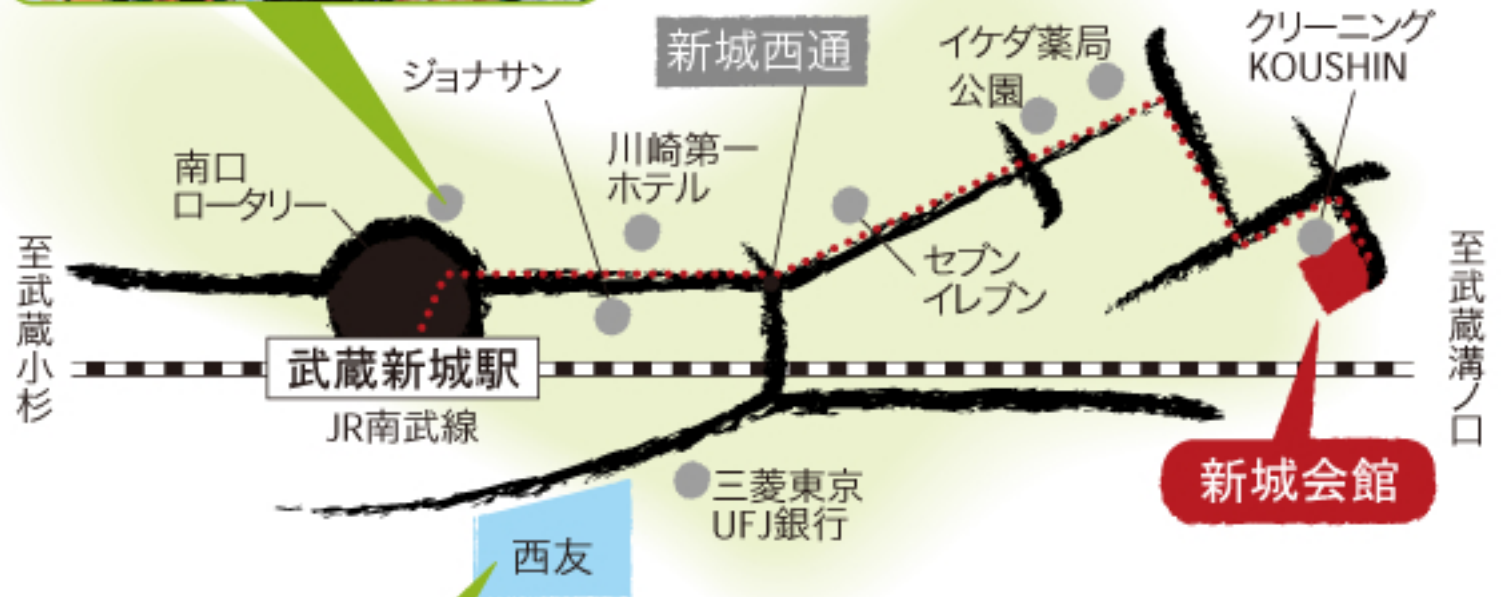 新城西通
イケダ薬局
公園
クリーニング
KOUSHIN
ジョナサン
川崎第一
ホテル
南口
ロータリー
セブン
イレブン
至武蔵小杉
至武蔵溝ノ口
武蔵新城駅
JR南武線
新城会館
三菱東京
UFJ銀行
西友